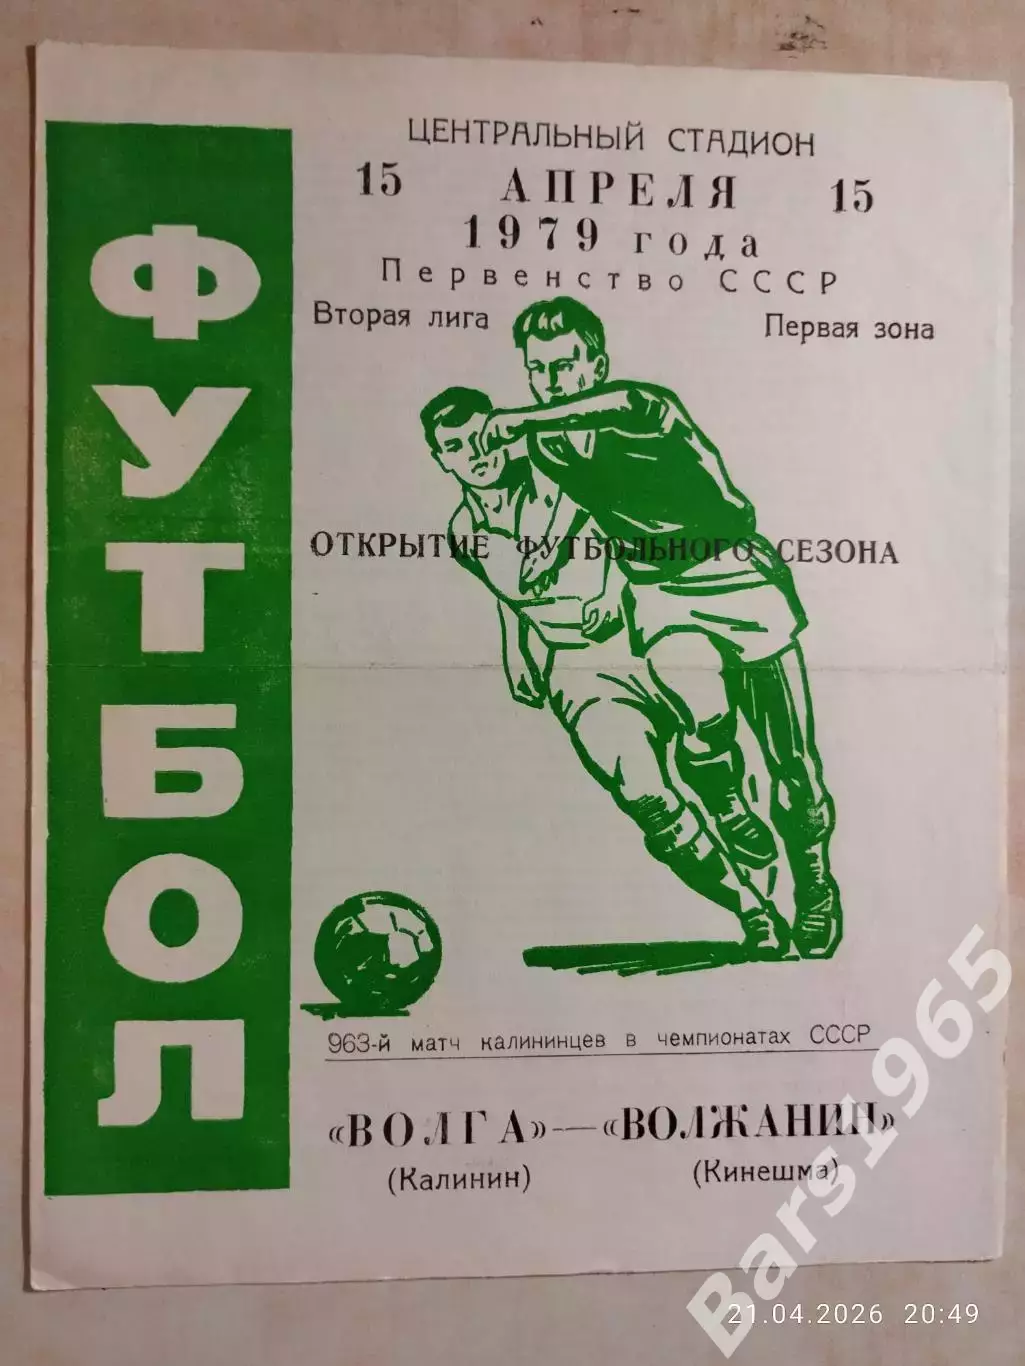 ФУТБОЛ
ЦЕНТРАЛЬНЫЙ СТАДИОН
15 АПРЕЛЯ 15
1979 года
Первенство СССР
Вторая лига Первая зона
ОТКРЫТИЕ ФУТБОЛЬНОГО СЕЗОНА
963-й матч калининцев в чемпионатах СССР
«ВОЛГА»—«ВОЛЖАНИН»
(Калинин) (Кинешма)
Bars1965
21.04.2026 20:49